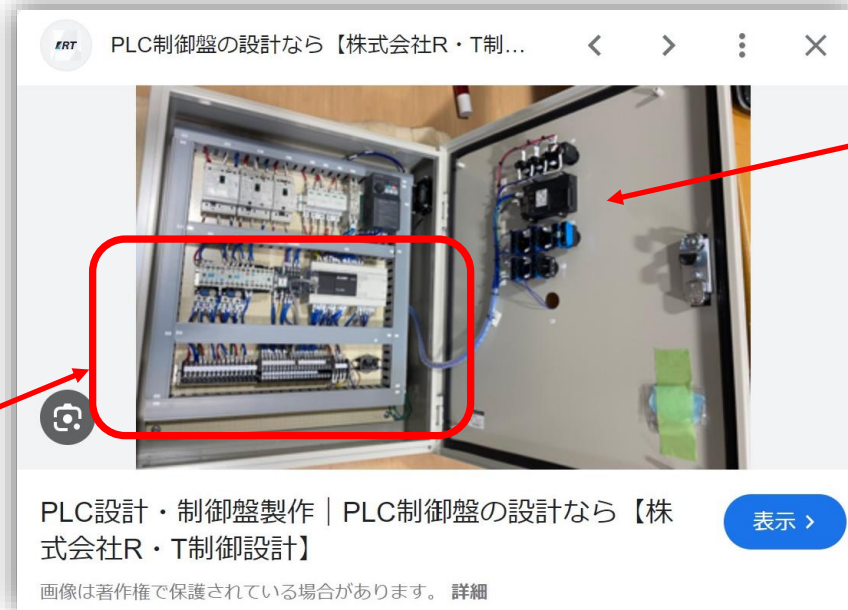 RT PLC制御盤の設計なら【株式会社R・T制...
PLC設計・制御盤製作｜PLC制御盤の設計なら【株
式会社R・T制御設計】
表示
画像は著作権で保護されている場合があります。 詳細